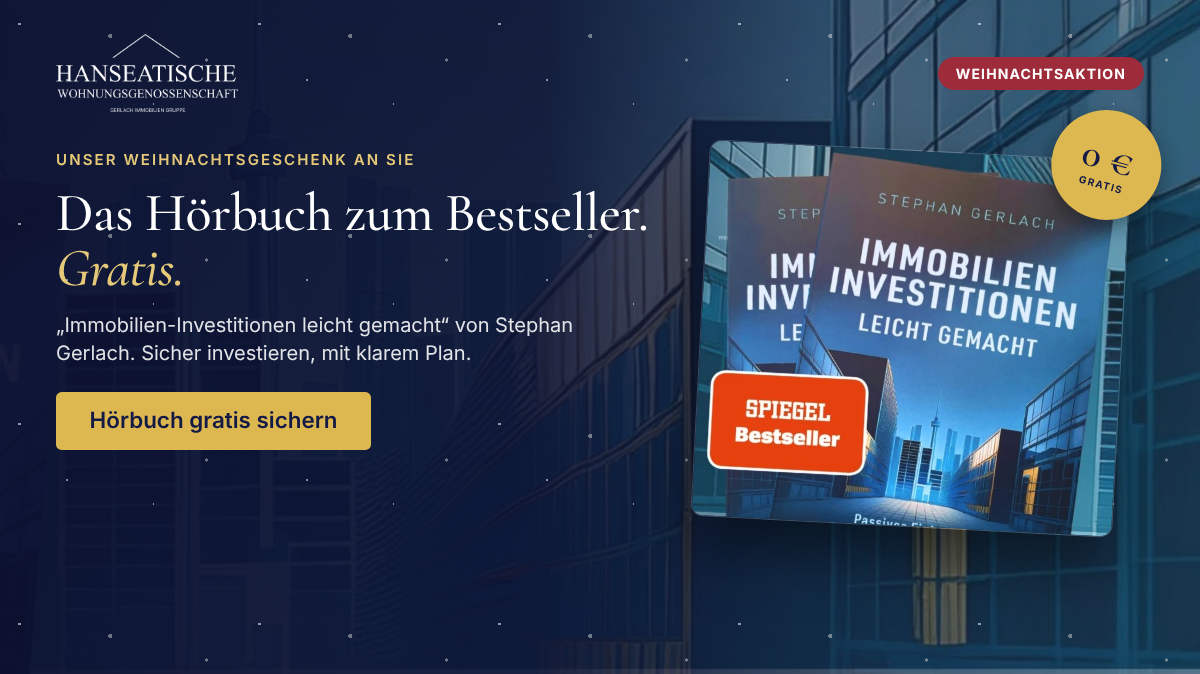 HANSEATISCHE
WOHNUNGSGENOSSENSCHAFT
GERLACH IMMOBILIEN GRUPPE
WEIHNACHTSAKTION
UNSER WEIHNACHTSGESCHENK AN SIE
Das Hörbuch zum Bestseller.
Gratis.
„Immobilien-Investitionen leicht gemacht“ von Stephan
Gerlach. Sicher investieren, mit klarem Plan.
Hörbuch gratis sichern
0 €
GRATIS
STEPHAN GERLACH
IMMOBILIEN
INVESTITIONEN
LEICHT GEMACHT
SPIEGEL
Bestseller